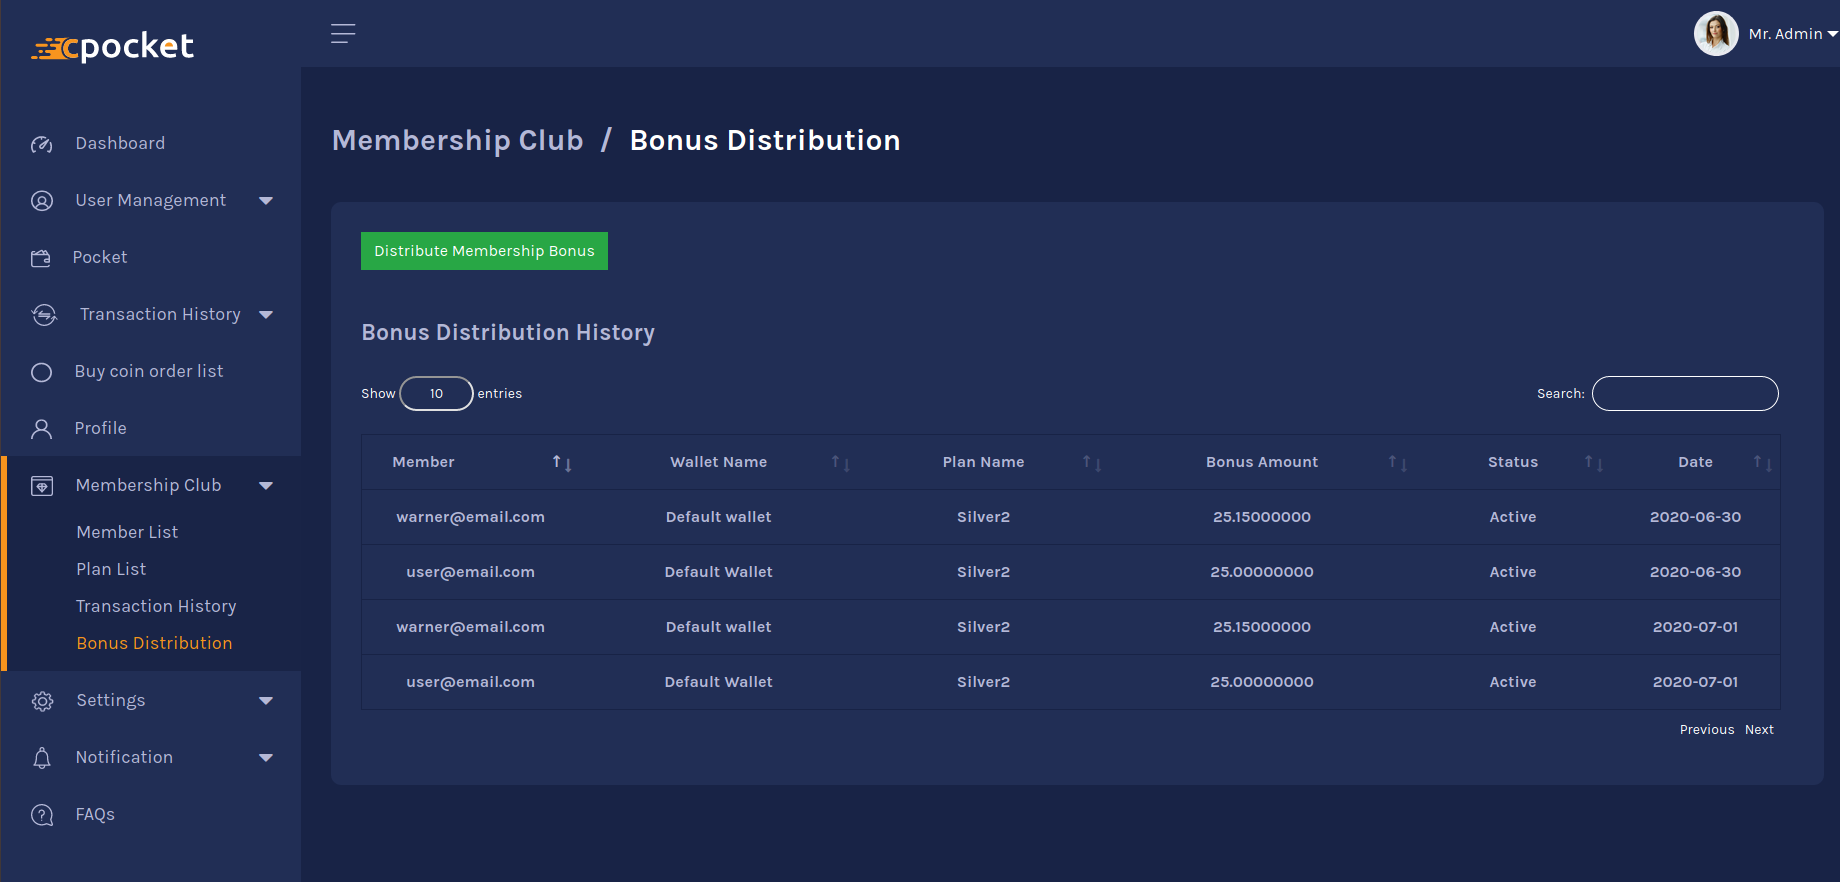 cpocket
Mr. Admin
Dashboard
User Management
Pocket
Transaction History
Buy coin order list
Profile
Membership Club
Member List
Plan List
Transaction History
Bonus Distribution
Settings
Notification
FAQs
Membership Club / Bonus Distribution
Distribute Membership Bonus
Bonus Distribution History
Show 10 entries
Search:
Member Wallet Name Plan Name Bonus Amount Status Date
warner@email.com Default wallet Silver2 25.15000000 Active 2020-06-30
user@email.com Default Wallet Silver2 25.00000000 Active 2020-06-30
warner@email.com Default wallet Silver2 25.15000000 Active 2020-07-01
user@email.com Default Wallet Silver2 25.00000000 Active 2020-07-01
Previous Next